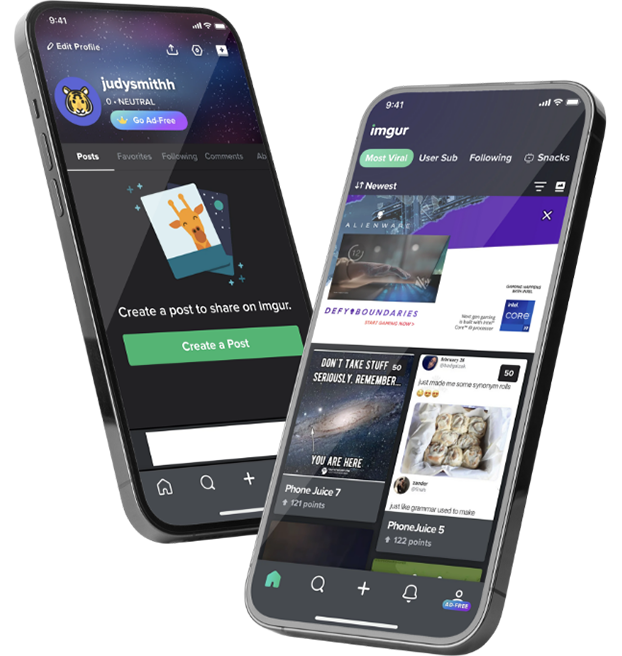 9:41
Edit Profile
judysmithh
0 • NEUTRAL
Go Ad-Free
Posts Favorites Following Comments Ab
Create a post to share on Imgur.
Create a Post
9:41
imgur
Most Viral User Sub Following Snacks
Newest
ALIENWARE
GAMING HAPPENS
WITH INTEL
DEFY BOUNDARIES
START GAMING NOW >
Next gen gaming
is built with Intel
Core™ i9 processor
intel
CORE
i9
DON'T TAKE STUFF
SERIOUSLY. REMEMBER...
50
YOU ARE HERE
Phone Juice 7
121 points
february 28
50
just made me some synonym rolls
sander
just like grammar used to make
PhoneJuice 5
122 points
AD-FREE